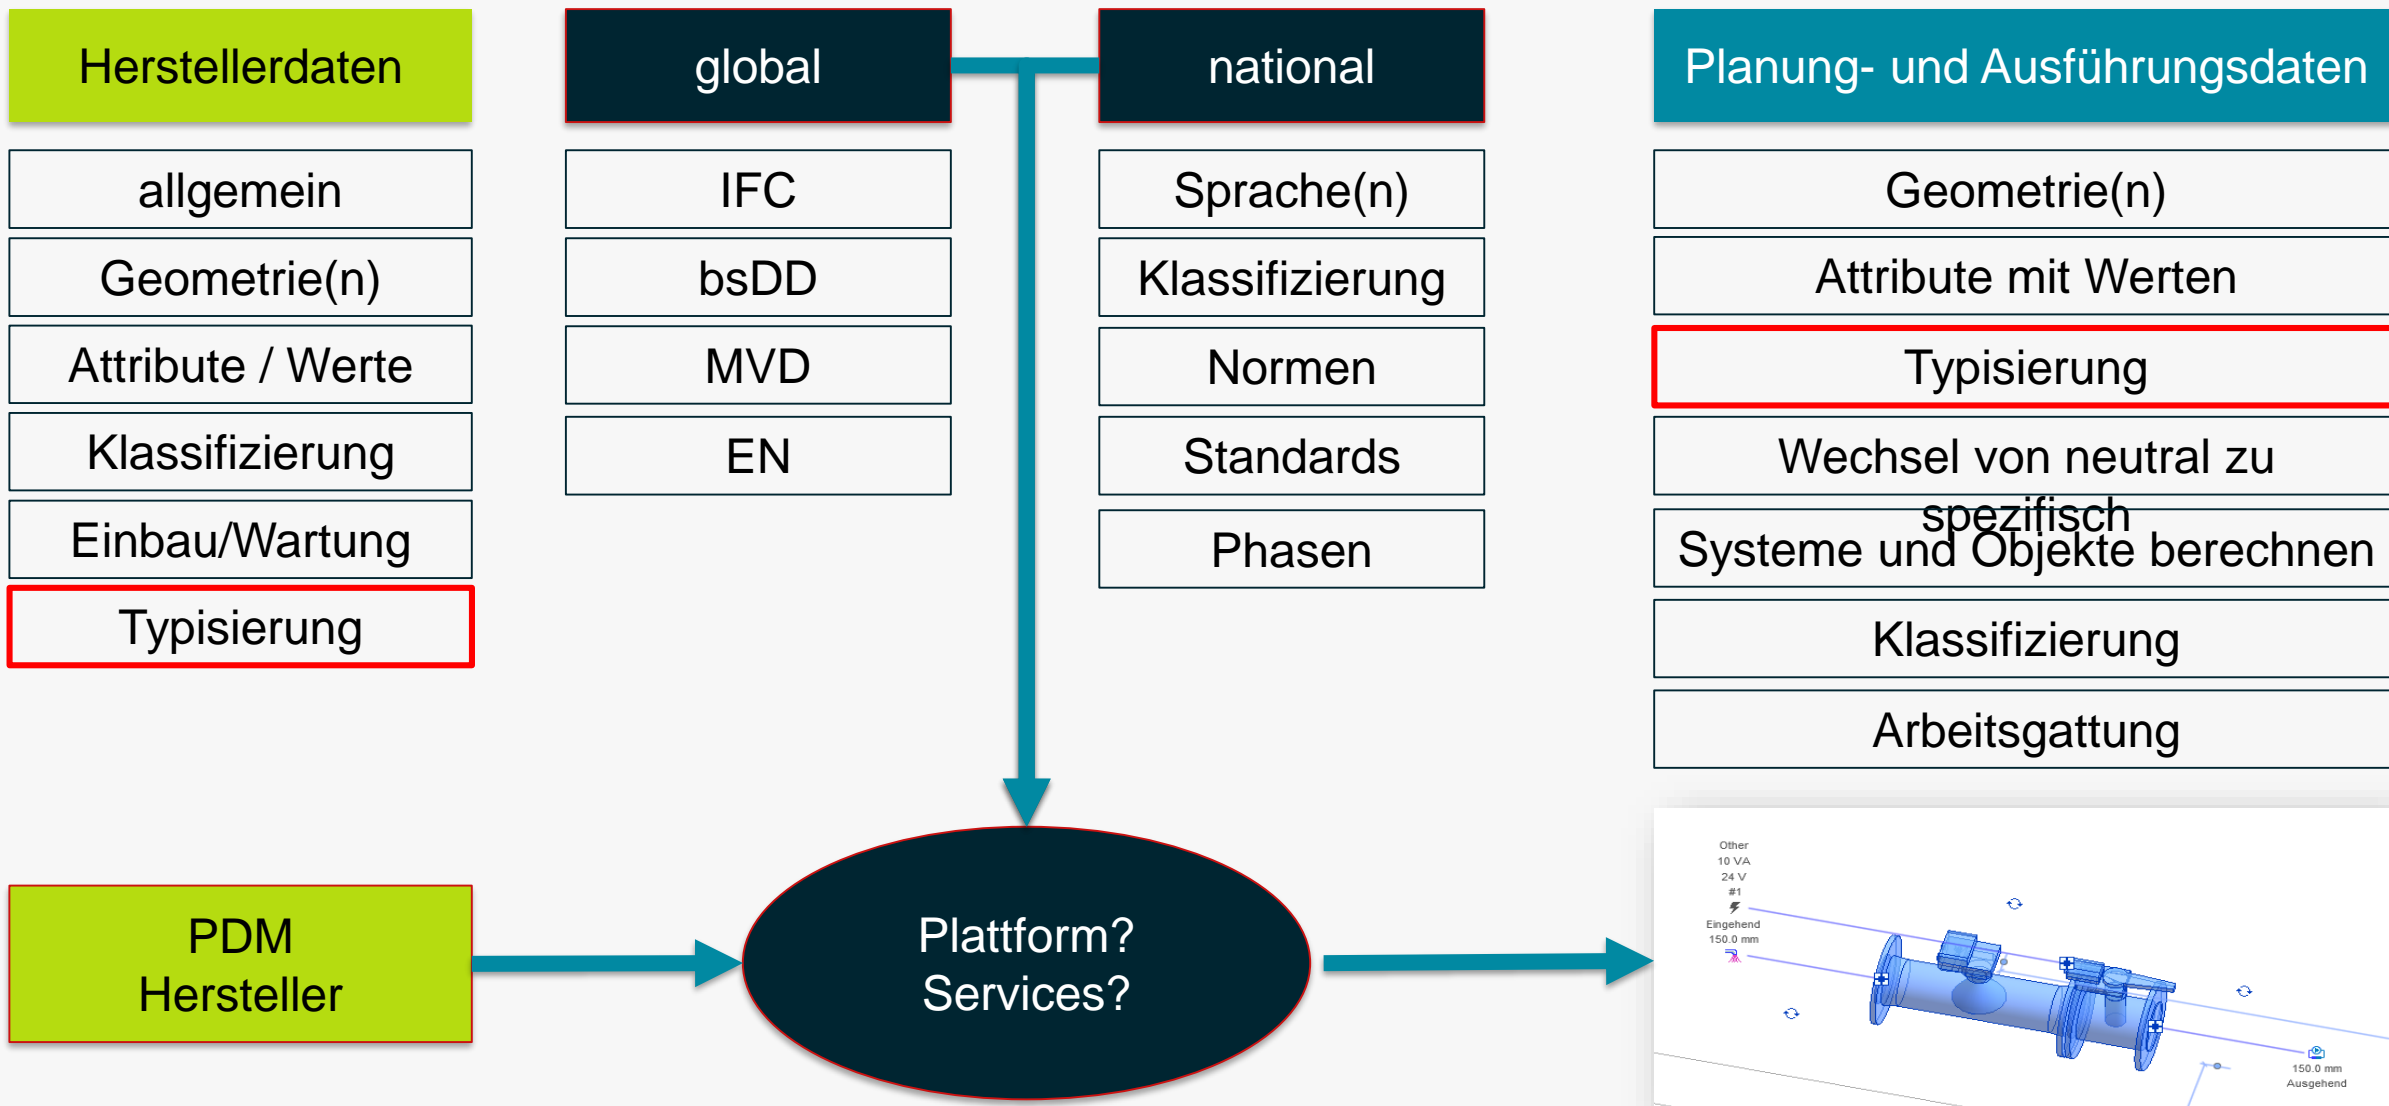 Herstellerdaten
allgemein
Geometrie(n)
Attribute / Werte
Klassifizierung
Einbau/Wartung
Typisierung
PDM
Hersteller
global
IFC
bsDD
MVD
EN
national
Sprache(n)
Klassifizierung
Normen
Standards
Phasen
Plattform?
Services?
Planung- und Ausführungsdaten
Geometrie(n)
Attribute mit Werten
Typisierung
Wechsel von neutral zu
spezifisch
Systeme und Objekte berechnen
Klassifizierung
Arbeitsgattung
Other
10 VA
24 V
#1
Eingehend
150.0 mm
150.0 mm
Ausgehend